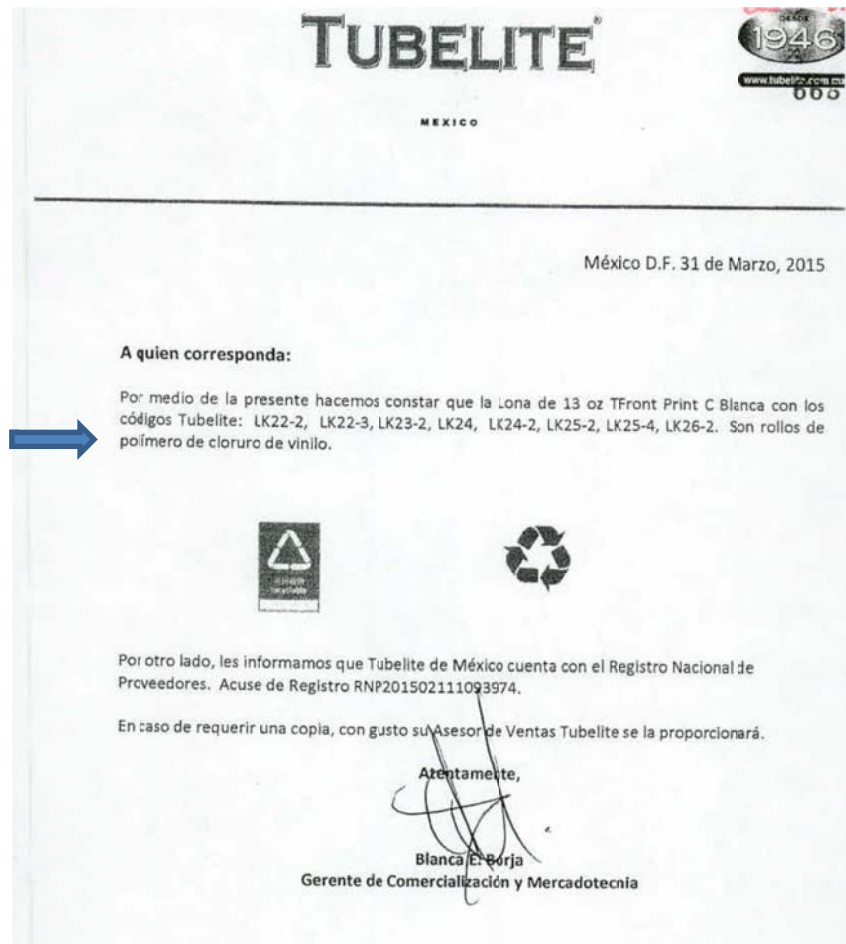 TUBELITE®
MEXICO
DESDE
1946
www.tubelite.com.mx
México D.F. 31 de Marzo, 2015
A quien corresponda:
Por medio de la presente hacemos constar que la Lona de 13 oz TFront Print C Blanca con los
códigos Tubelite: LK22-2, LK22-3, LK23-2, LK24, LK24-2, LK25-2, LK25-4, LK26-2. Son rollos de
polímero de cloruro de vinilo.
recyclable
Por otro lado, les informamos que Tubelite de México cuenta con el Registro Nacional de
Proveedores. Acuse de Registro RNP201502111093974.
En caso de requerir una copia, con gusto su Asesor de Ventas Tubelite se la proporcionará.
Atentamente,
Blanca E. Borja
Gerente de Comercialización y Mercadotecnia